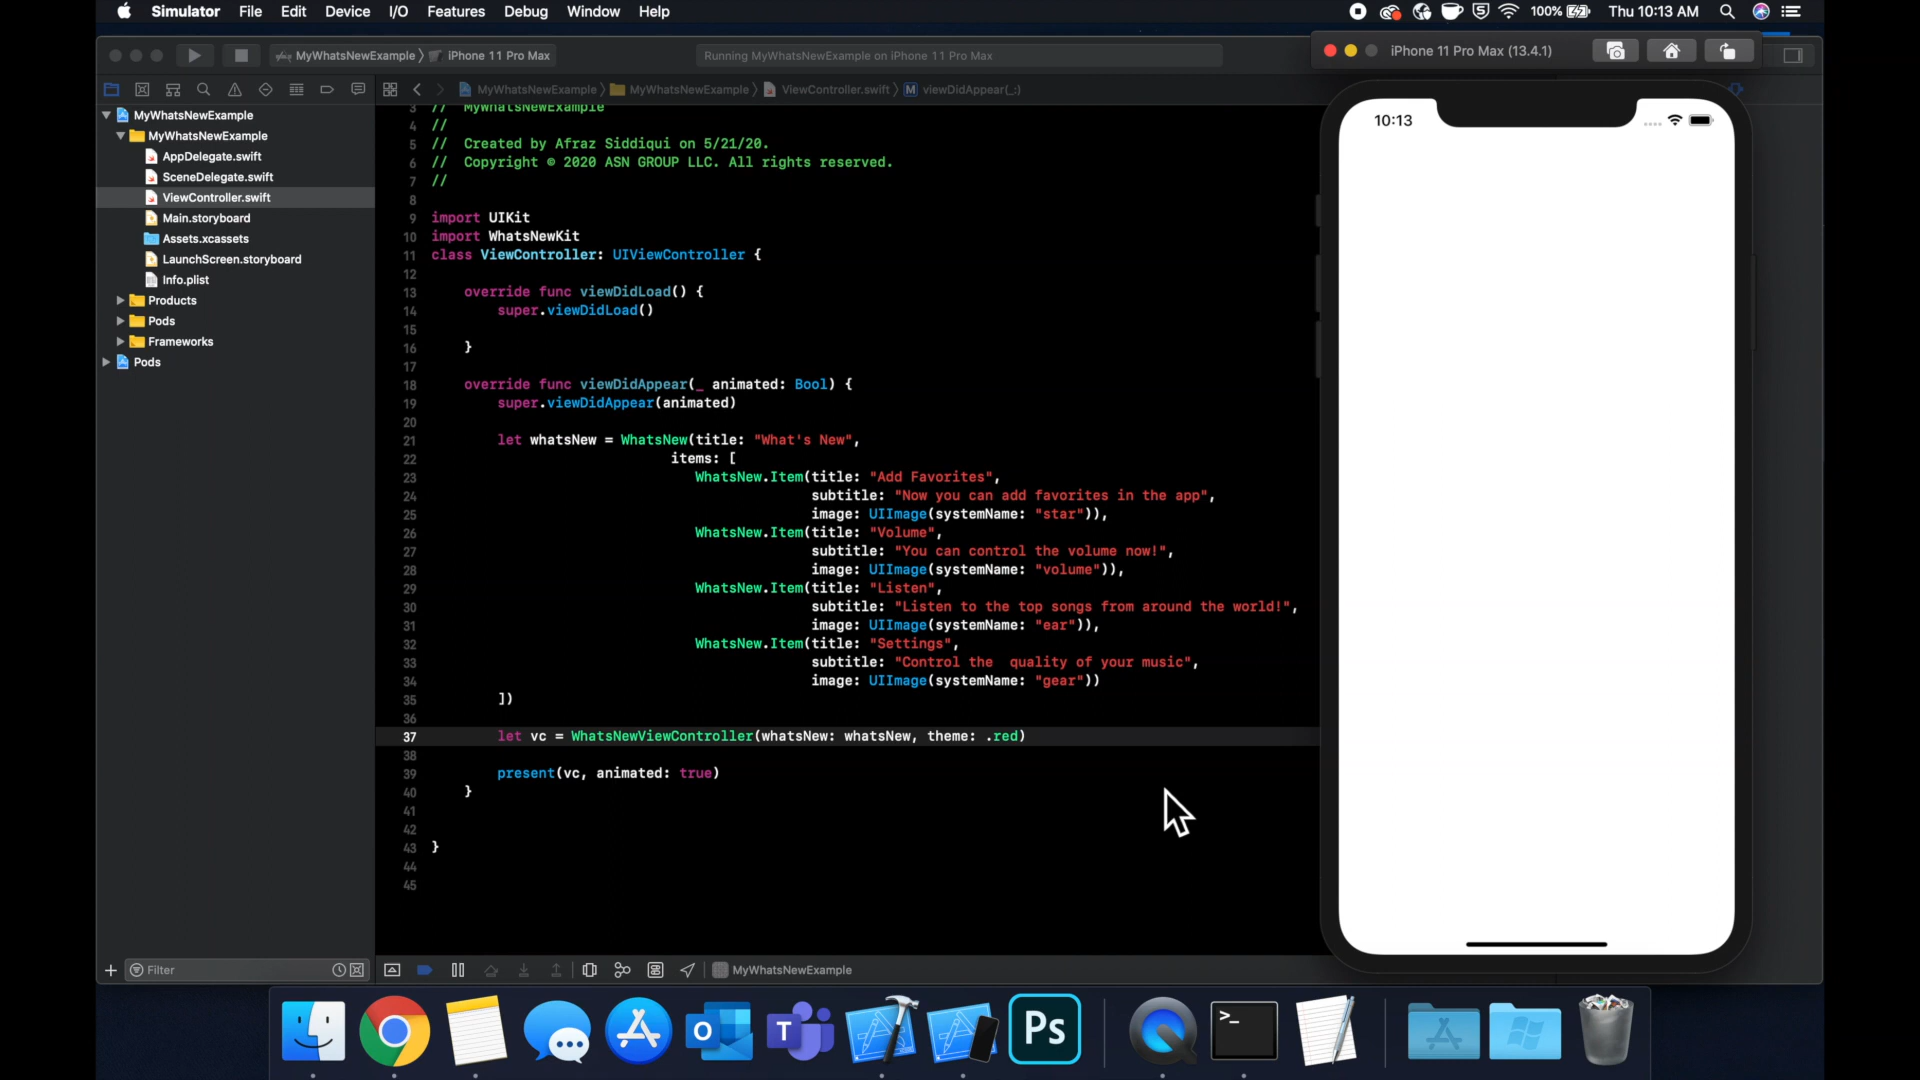 Simulator File Edit Device I/O Features Debug Window Help
100% Thu 10:13 AM
MyWhatsNewExample iPhone 11 Pro Max
Running MyWhatsNewExample on iPhone 11 Pro Max
iPhone 11 Pro Max (13.4.1)
MyWhatsNewExample MyWhatsNewExample ViewController.swift M viewDidAppear(_:)
MyWhatsNewExample
MyWhatsNewExample
AppDelegate.swift
SceneDelegate.swift
ViewController.swift
Main.storyboard
Assets.xcassets
LaunchScreen.storyboard
Info.plist
Products
Pods
Frameworks
Pods
3 // MyWhatsNewExample
4 //
5 // Created by Afraz Siddiqui on 5/21/20.
6 // Copyright © 2020 ASN GROUP LLC. All rights reserved.
7 //
8
9 import UIKit
10 import WhatsNewKit
11 class ViewController: UIViewController {
12
13 override func viewDidLoad() {
14 super.viewDidLoad()
15
16 }
17
18 override func viewDidAppear(_ animated: Bool) {
19 super.viewDidAppear(animated)
20
21 let whatsNew = WhatsNew(title: "What's New",
22 items: [
23 WhatsNew.Item(title: "Add Favorites",
24 subtitle: "Now you can add favorites in the app",
25 image: UIImage(systemName: "star")),
26 WhatsNew.Item(title: "Volume",
27 subtitle: "You can control the volume now!",
28 image: UIImage(systemName: "volume")),
29 WhatsNew.Item(title: "Listen",
30 subtitle: "Listen to the top songs from around the world!",
31 image: UIImage(systemName: "ear")),
32 WhatsNew.Item(title: "Settings",
33 subtitle: "Control the  quality of your music",
34 image: UIImage(systemName: "gear"))
35 ])
36
37 let vc = WhatsNewViewController(whatsNew: whatsNew, theme: .red)
38
39 present(vc, animated: true)
40 }
41
42
43 }
44
45
10:13
Filter
MyWhatsNewExample
O
T
Ps
>_